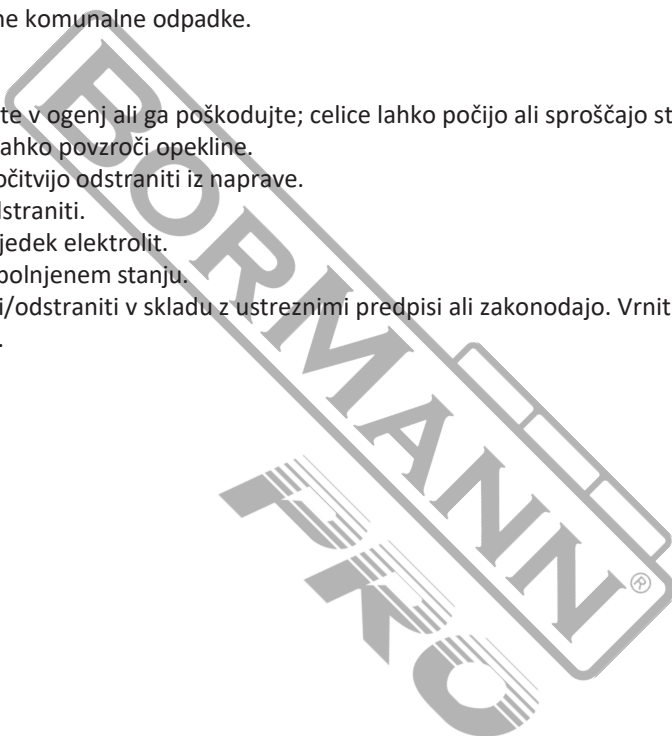 ne komunalne odpadke.
te v ogenj ali ga poškodujte; celice lahko počijo ali sproščajo st
ahko povzroči opekline.
očitvijo odstraniti iz naprave.
dstraniti.
jedek elektrolit.
polnjenem stanju.
i/odstraniti v skladu z ustreznimi predpisi ali zakonodajo. Vrnit
.
BORMANN®
PRO